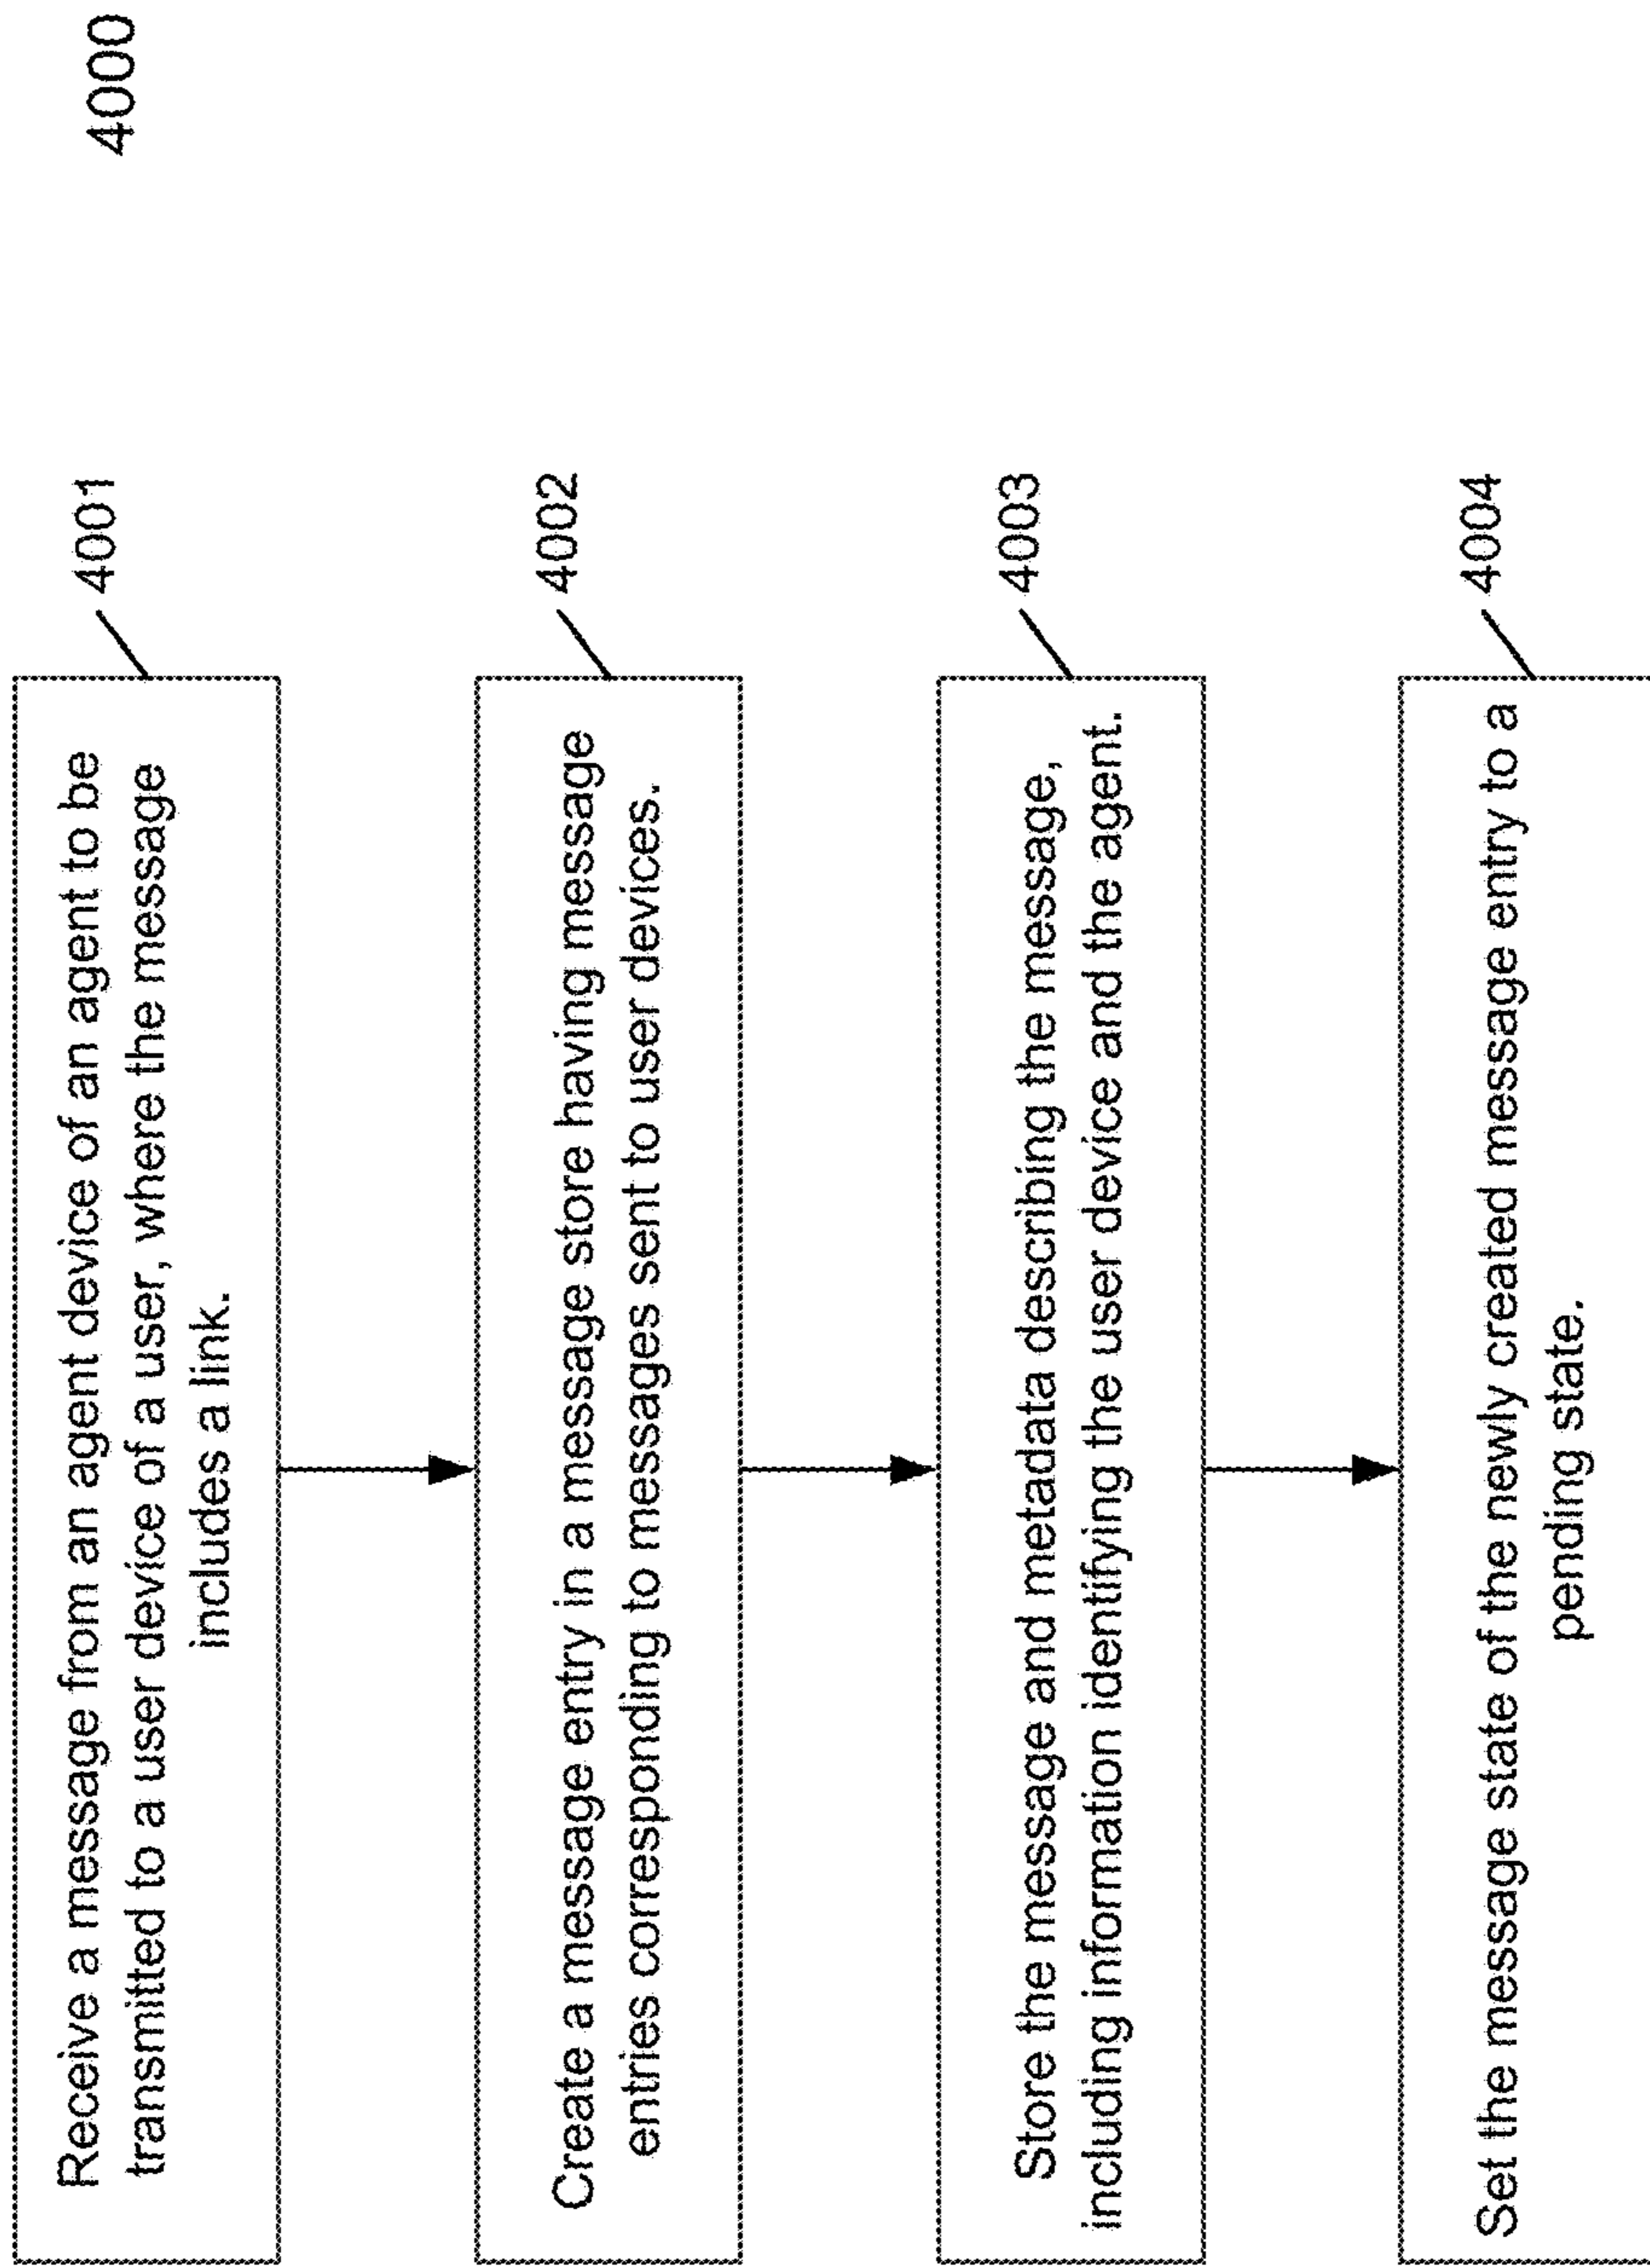 4000
4001
Receive a message from an agent device of an agent to be
transmitted to a user device of a user, where the message
includes a link.
4002
Create a message entry in a message store having message
entries corresponding to messages sent to user devices.
4003
Store the message and metadata describing the message,
including information identifying the user device and the agent.
4004
Set the message state of the newly created message entry to a
pending state.